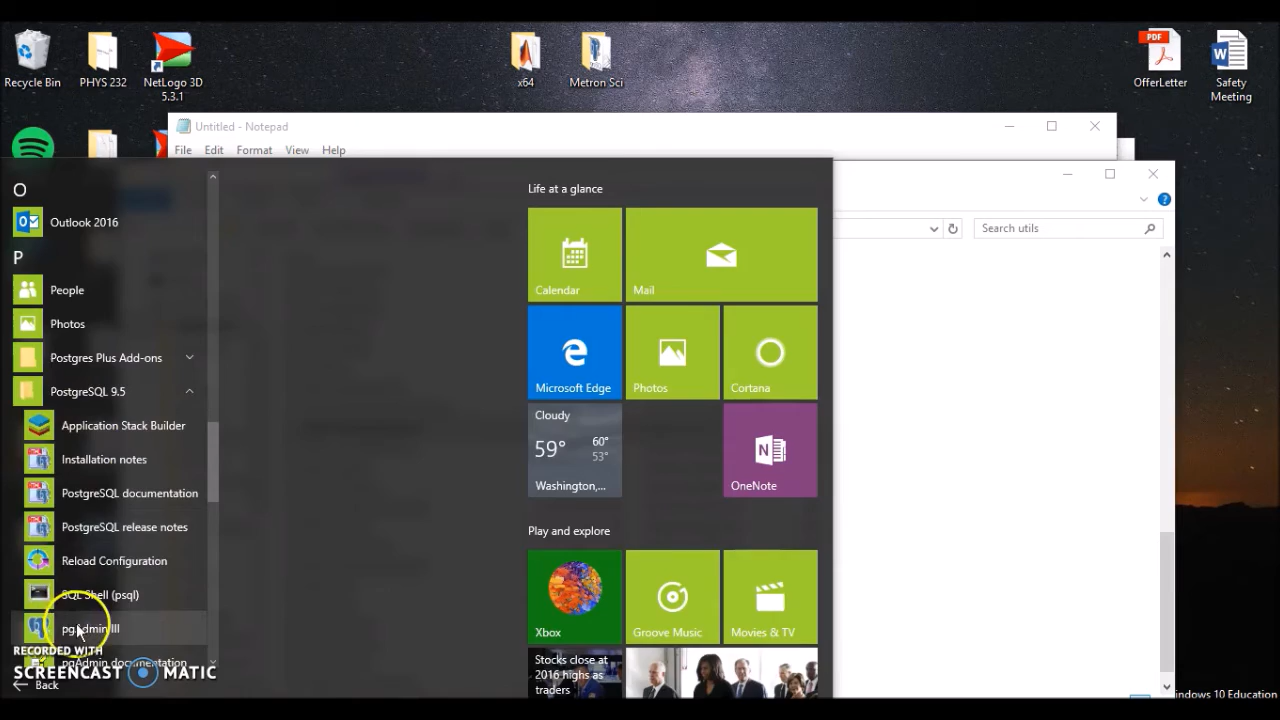 Recycle Bin
PHYS 232
NetLogo 3D
5.3.1
x64
Metron Sci
PDF
OfferLetter
Safety
Meeting
Untitled - Notepad
File Edit Format View Help
Search utils
O
Outlook 2016
P
People
Photos
Postgres Plus Add-ons
PostgreSQL 9.5
Application Stack Builder
Installation notes
PostgreSQL documentation
PostgreSQL release notes
Reload Configuration
SQL Shell (psql)
pgAdmin III
pgAdmin documentation
Back
RECORDED WITH
SCREENCAST MATIC
Life at a glance
Calendar
Mail
Microsoft Edge
Photos
Cortana
Cloudy
59° 60°
53°
Washington,...
OneNote
Play and explore
Xbox
Groove Music
Movies & TV
Stocks close at
2016 highs as
traders
indows 10 Education